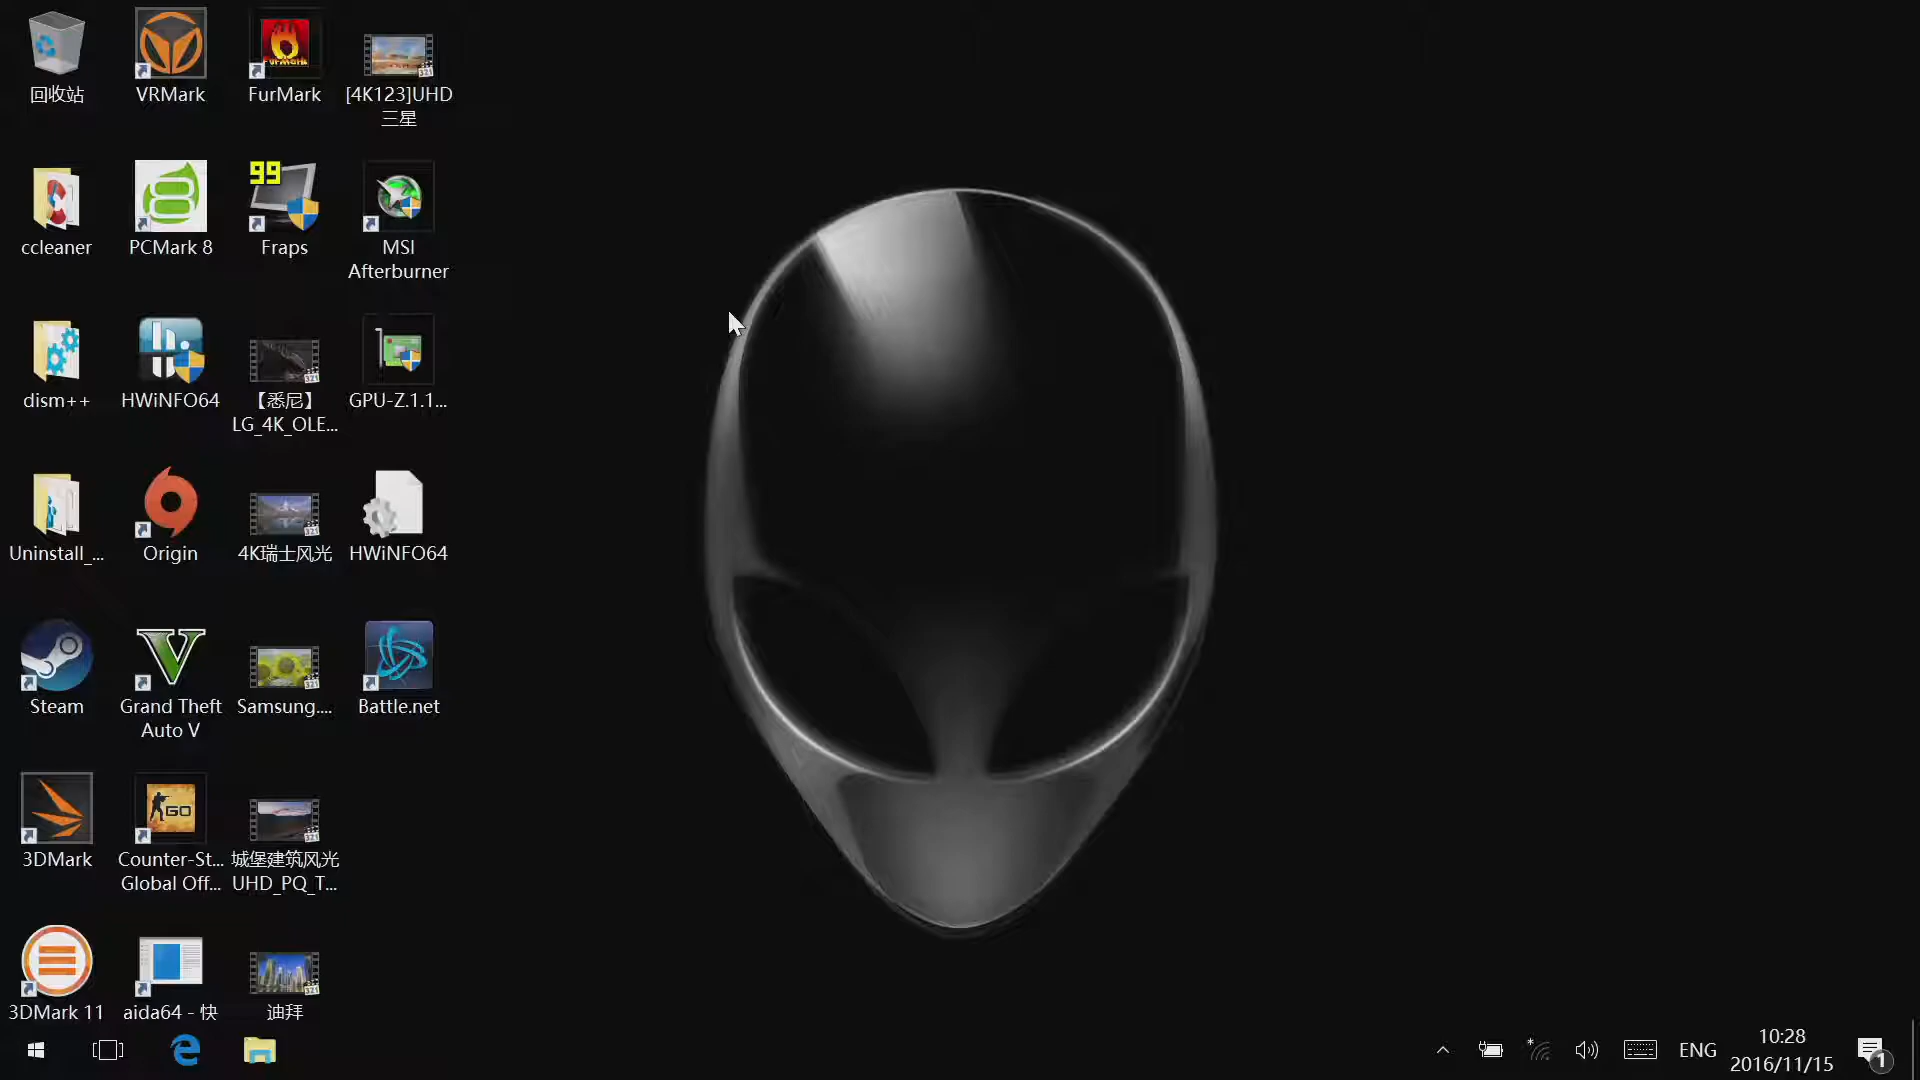 回收站
VRMark
FurMark
[4K123]UHD
三星
ccleaner
PCMark 8
99
Fraps
MSI
Afterburner
dism++
HWiNFO64
【悉尼】
LG_4K_OLE...
GPU-Z.1.1...
Uninstall_...
Origin
4K瑞士风光
HWiNFO64
Steam
Grand Theft
Auto V
Samsung....
Battle.net
3DMark
GO
Counter-St...
Global Off...
城堡建筑风光
UHD_PQ_T...
3DMark 11
aida64 - 快
迪拜
ENG
10:28
2016/11/15
1